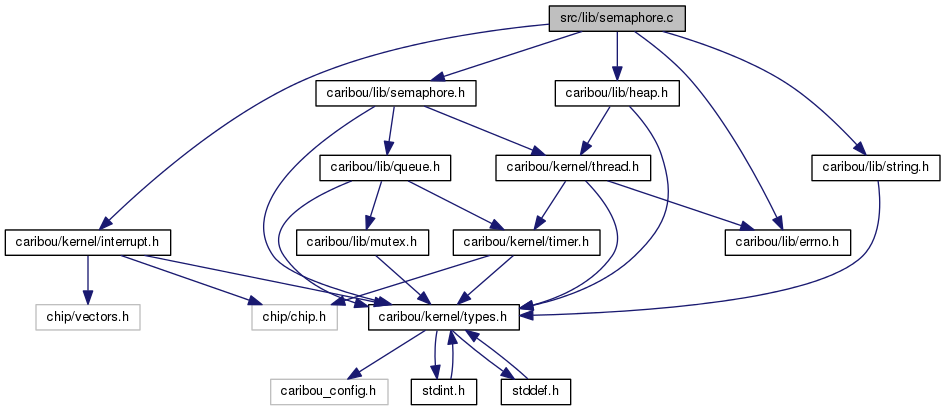 src/lib/semaphore.c
caribou/lib/semaphore.h
caribou/lib/heap.h
caribou/lib/queue.h
caribou/kernel/thread.h
caribou/lib/string.h
caribou/kernel/interrupt.h
caribou/lib/mutex.h
caribou/kernel/timer.h
caribou/lib/errno.h
chip/vectors.h
chip/chip.h
caribou/kernel/types.h
caribou_config.h
stdint.h
stddef.h